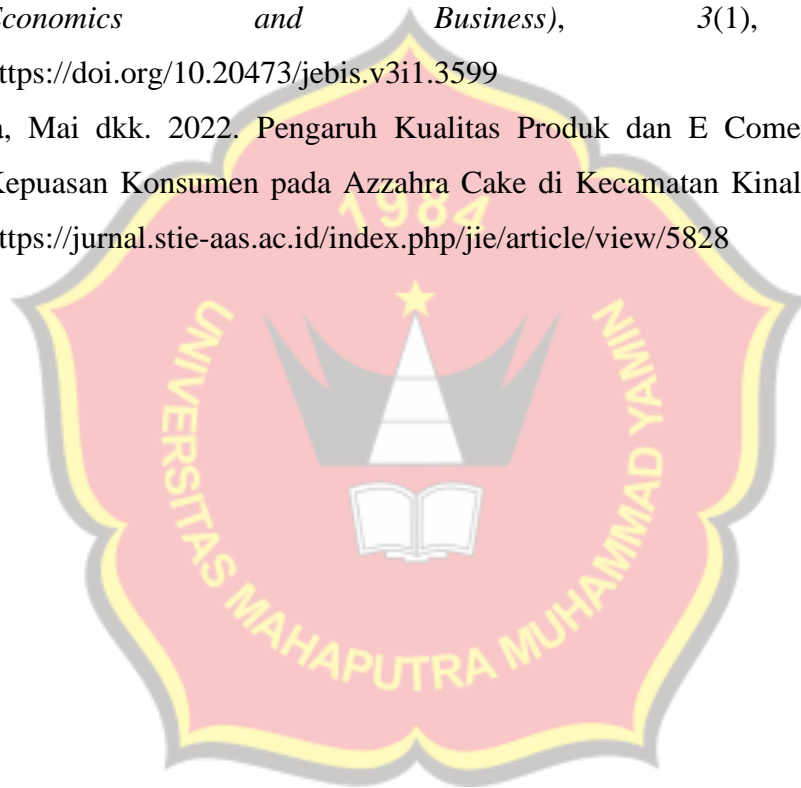 Economics and Business), 3(1),
ttps://doi.org/10.20473/jebis.v3i1.3599
a, Mai dkk. 2022. Pengaruh Kualitas Produk dan E Come
Kepuasan Konsumen pada Azzahra Cake di Kecamatan Kinal
ttps://jurnal.stie-aas.ac.id/index.php/jie/article/view/5828
1984
UNIVERSITAS MAHAPUTRA MUHAMMAD YAMIN